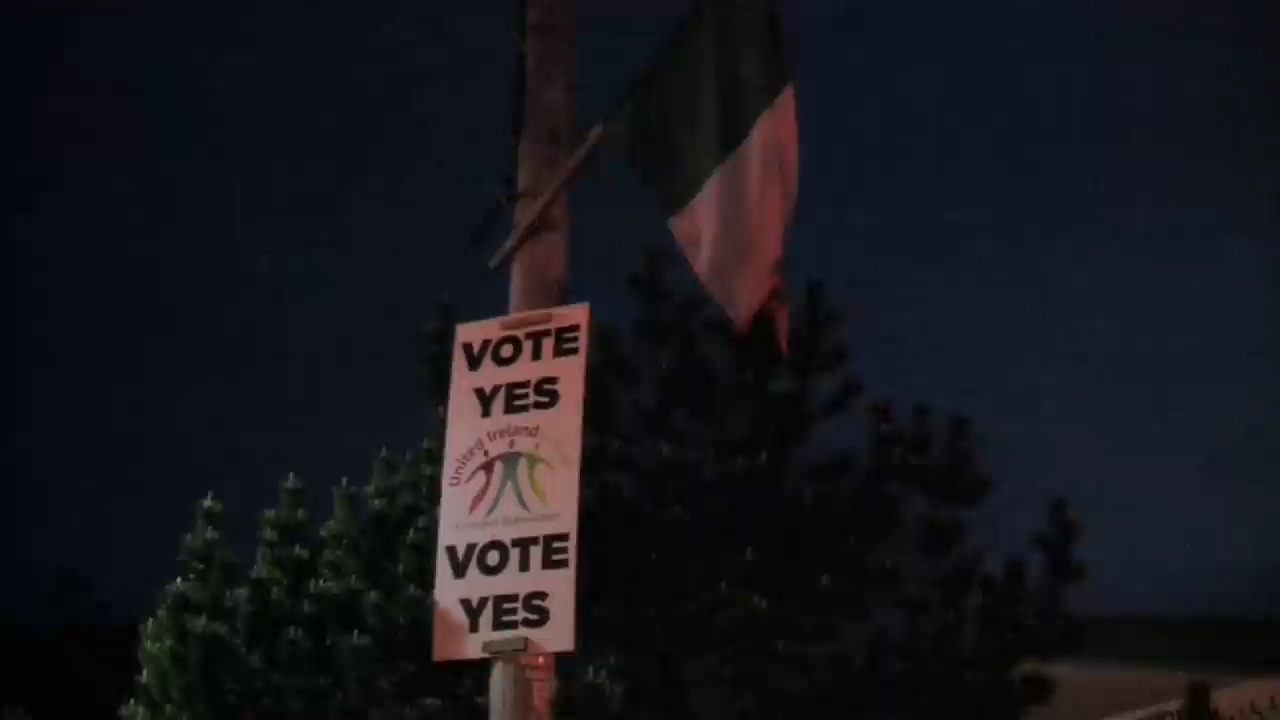 VOTE
YES
United Ireland
VOTE
YES